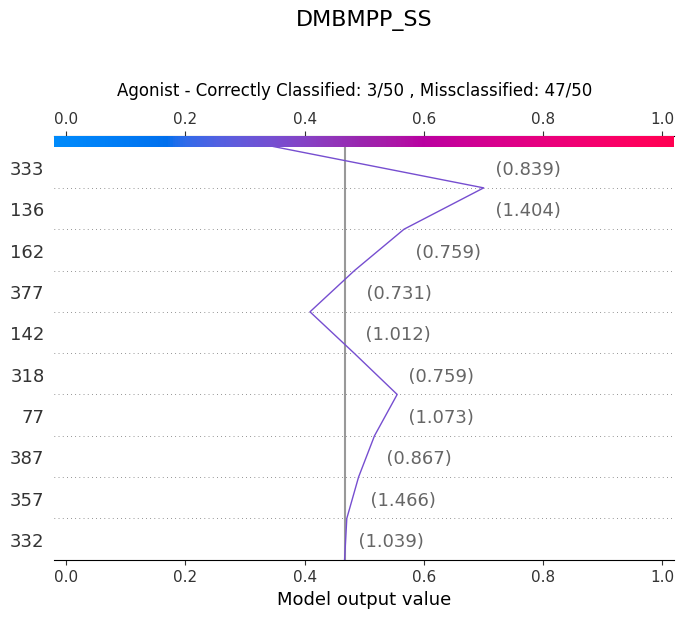 DMBMPP_SS
Agonist - Correctly Classified: 3/50 , Missclassified: 47/50
0.0 0.2 0.4 0.6 0.8 1.0
333 (0.839)
136 (1.404)
162 (0.759)
377 (0.731)
142 (1.012)
318 (0.759)
77 (1.073)
387 (0.867)
357 (1.466)
332 (1.039)
0.0 0.2 0.4 0.6 0.8 1.0
Model output value